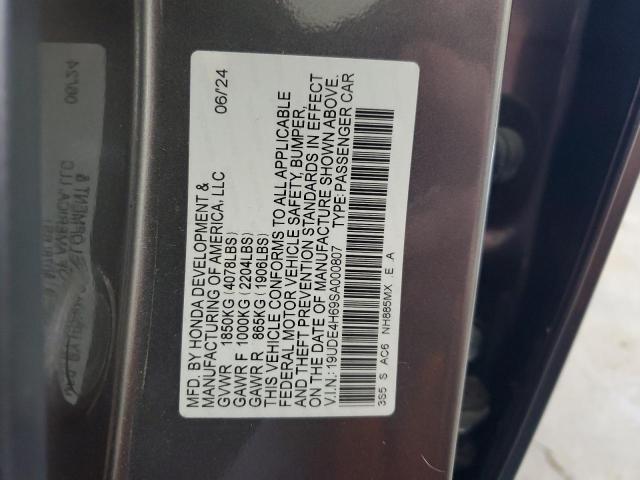 MFD. BY HONDA DEVELOPMENT &
MANUFACTURING OF AMERICA, LLC 06/24
GVWR 1850KG (4078LBS)
GAWR F 1000KG (2204LBS)
GAWR R 865KG (1906LBS)
THIS VEHICLE CONFORMS TO ALL APPLICABLE
FEDERAL MOTOR VEHICLE SAFETY, BUMPER,
AND THEFT PREVENTION STANDARDS IN EFFECT
ON THE DATE OF MANUFACTURE SHOWN ABOVE.
V.I.N.: 19UDE4H69SA000807 TYPE: PASSENGER CAR
3S5 S AC6 NH885MX E A